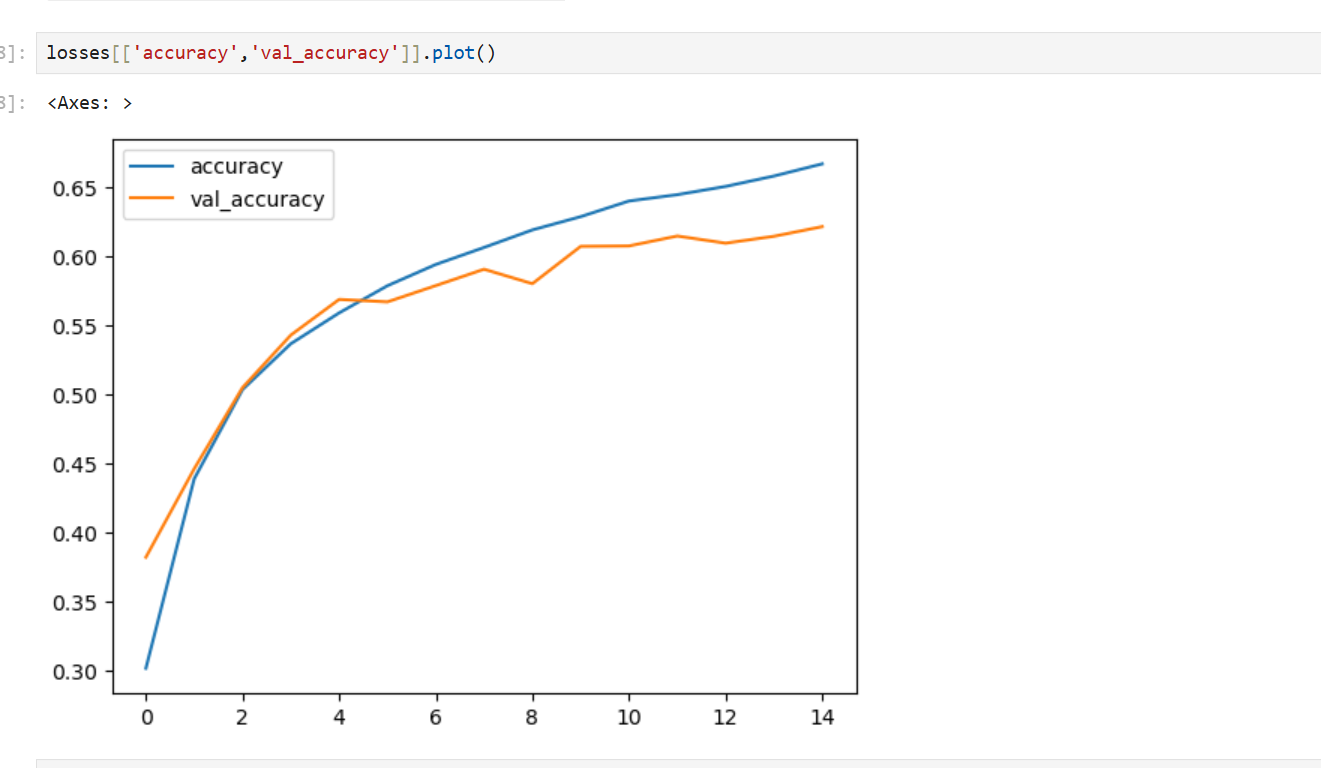 3]: losses[['accuracy','val_accuracy']].plot()
3]: <Axes: >
accuracy
val_accuracy
0.65
0.60
0.55
0.50
0.45
0.40
0.35
0.30
0 2 4 6 8 10 12 14